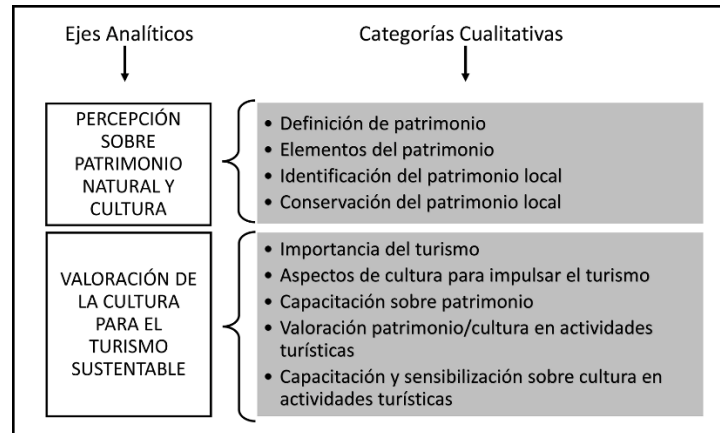 Ejes Analíticos
Categorías Cualitativas
PERCEPCIÓN
SOBRE
PATRIMONIO
NATURAL Y
CULTURA
• Definición de patrimonio
• Elementos del patrimonio
• Identificación del patrimonio local
• Conservación del patrimonio local
VALORACIÓN DE
LA CULTURA
PARA EL
TURISMO
SUSTENTABLE
• Importancia del turismo
• Aspectos de cultura para impulsar el turismo
• Capacitación sobre patrimonio
• Valoración patrimonio/cultura en actividades
turísticas
• Capacitación y sensibilización sobre cultura en
actividades turísticas